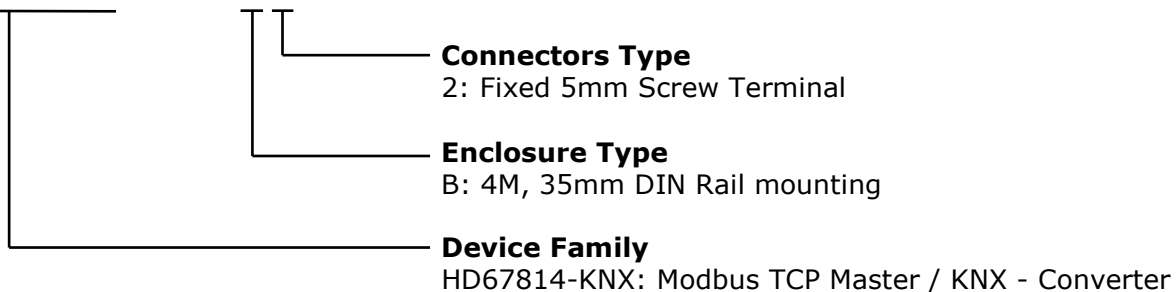 Connectors Type
2: Fixed 5mm Screw Terminal
Enclosure Type
B: 4M, 35mm DIN Rail mounting
Device Family
HD67814-KNX: Modbus TCP Master / KNX - Converter